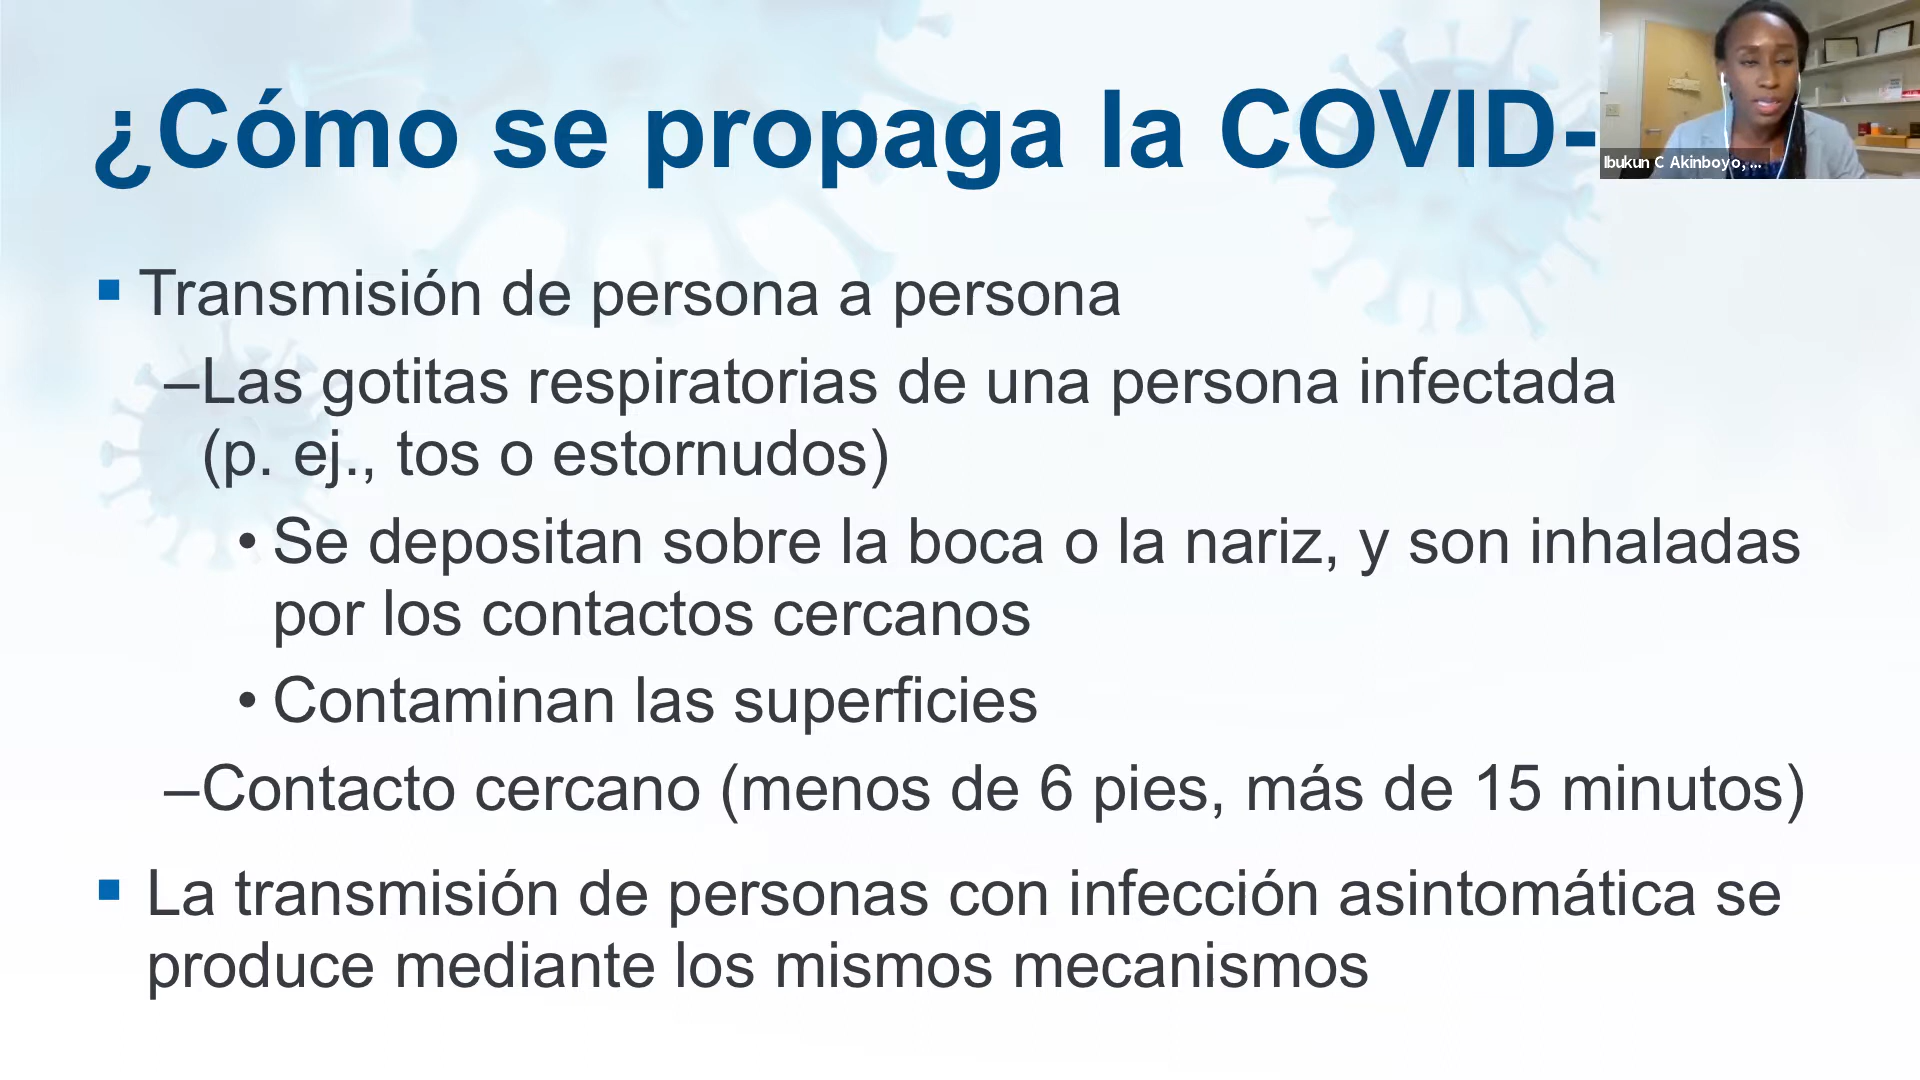 ¿Cómo se propaga la COVID-
Ibukun C Akinboyo, ...
▪ Transmisión de persona a persona
–Las gotitas respiratorias de una persona infectada
(p. ej., tos o estornudos)
• Se depositan sobre la boca o la nariz, y son inhaladas
por los contactos cercanos
• Contaminan las superficies
–Contacto cercano (menos de 6 pies, más de 15 minutos)
▪ La transmisión de personas con infección asintomática se
produce mediante los mismos mecanismos